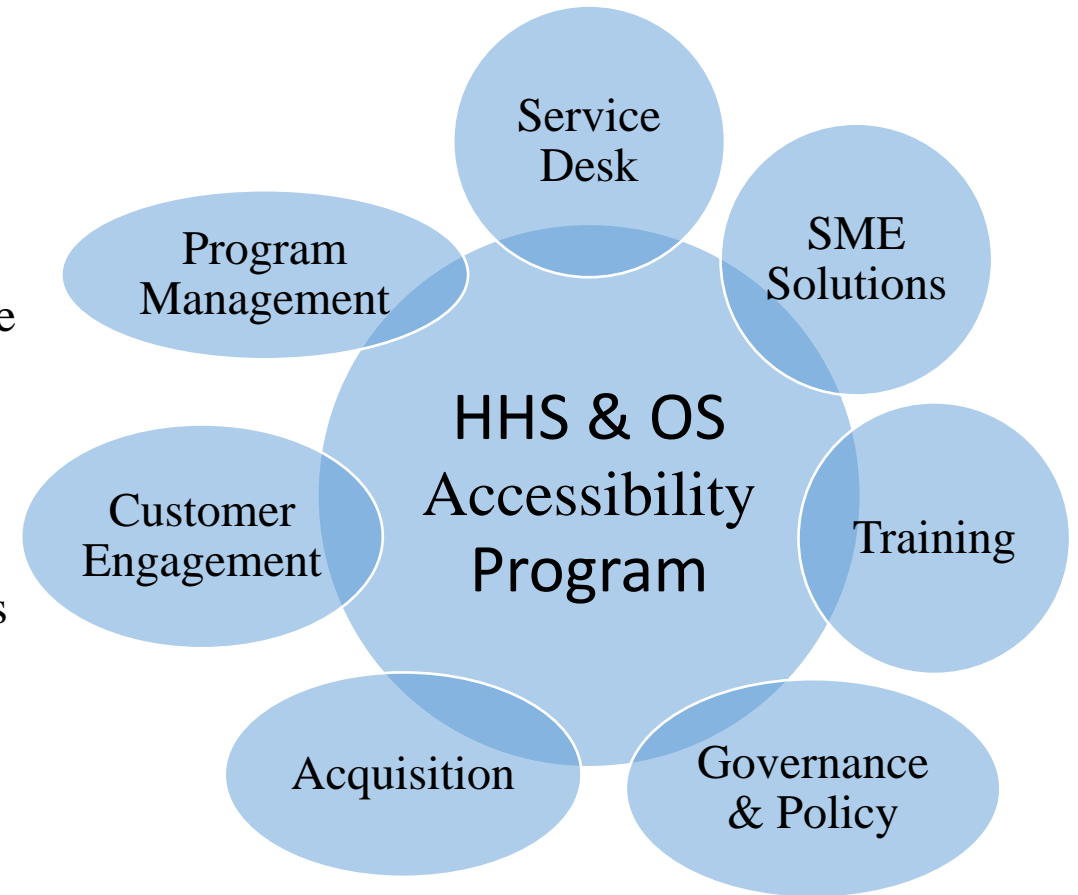 Service
Desk
SME
Solutions
Program
Management
e
HHS & OS
Accessibility
Program
Customer
Engagement
Training
s
Acquisition
Governance
& Policy